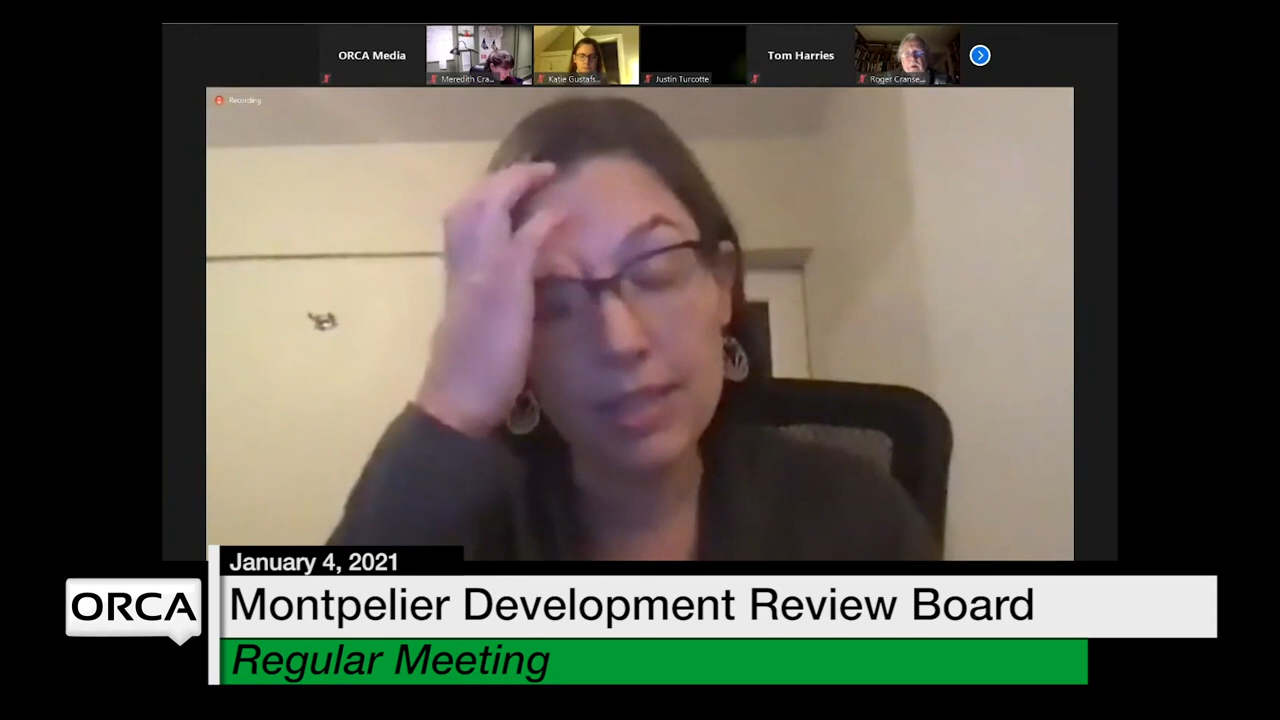 ORCA Media
Meredith Cra...
Katie Gustafs...
Justin Turcotte
Tom Harries
Roger Cranse...
Recording
January 4, 2021
ORCA
Montpelier Development Review Board
Regular Meeting